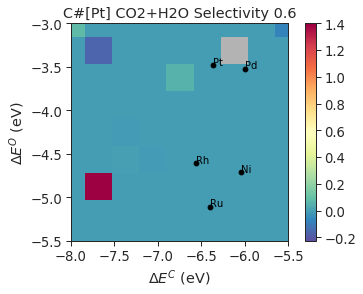 C#[Pt] CO2+H2O Selectivity 0.6
−3.0
−3.5
−4.0
−4.5
−5.0
−5.5
ΔE^O (eV)
Pt
Pd
Rh
Ni
Ru
−8.0 −7.5 −7.0 −6.5 −6.0 −5.5
ΔE^C (eV)
1.4
1.2
1.0
0.8
0.6
0.4
0.2
0.0
−0.2